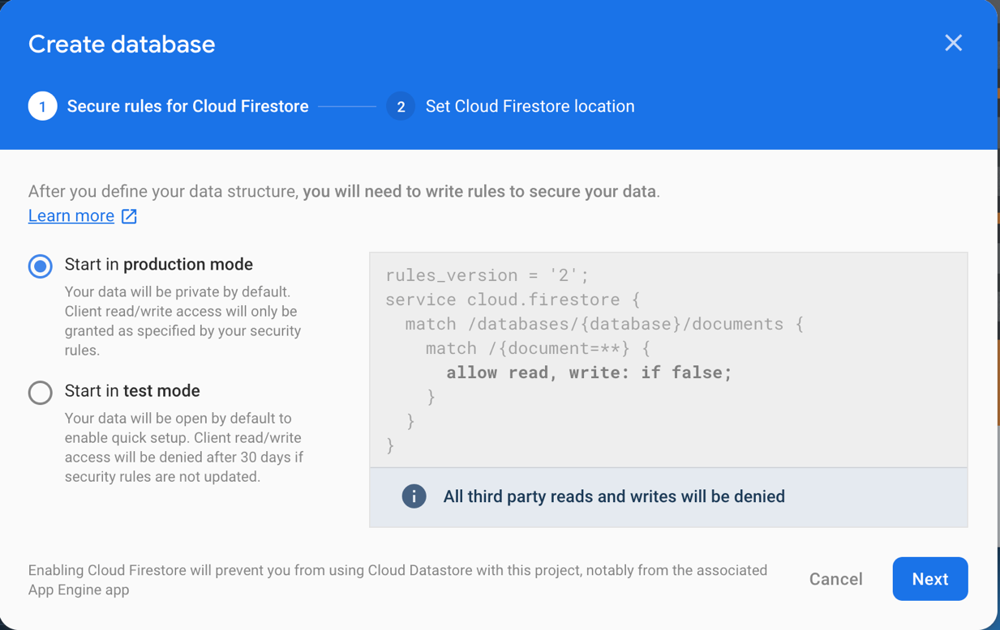 Create database
1 Secure rules for Cloud Firestore 2 Set Cloud Firestore location
After you define your data structure, you will need to write rules to secure your data.
Learn more
Start in production mode
Your data will be private by default.
Client read/write access will only be
granted as specified by your security
rules.
Start in test mode
Your data will be open by default to
enable quick setup. Client read/write
access will be denied after 30 days if
security rules are not updated.
rules_version = '2';
service cloud.firestore {
  match /databases/{database}/documents {
    match /{document=**} {
      allow read, write: if false;
    }
  }
}
All third party reads and writes will be denied
Enabling Cloud Firestore will prevent you from using Cloud Datastore with this project, notably from the associated
App Engine app
Cancel
Next